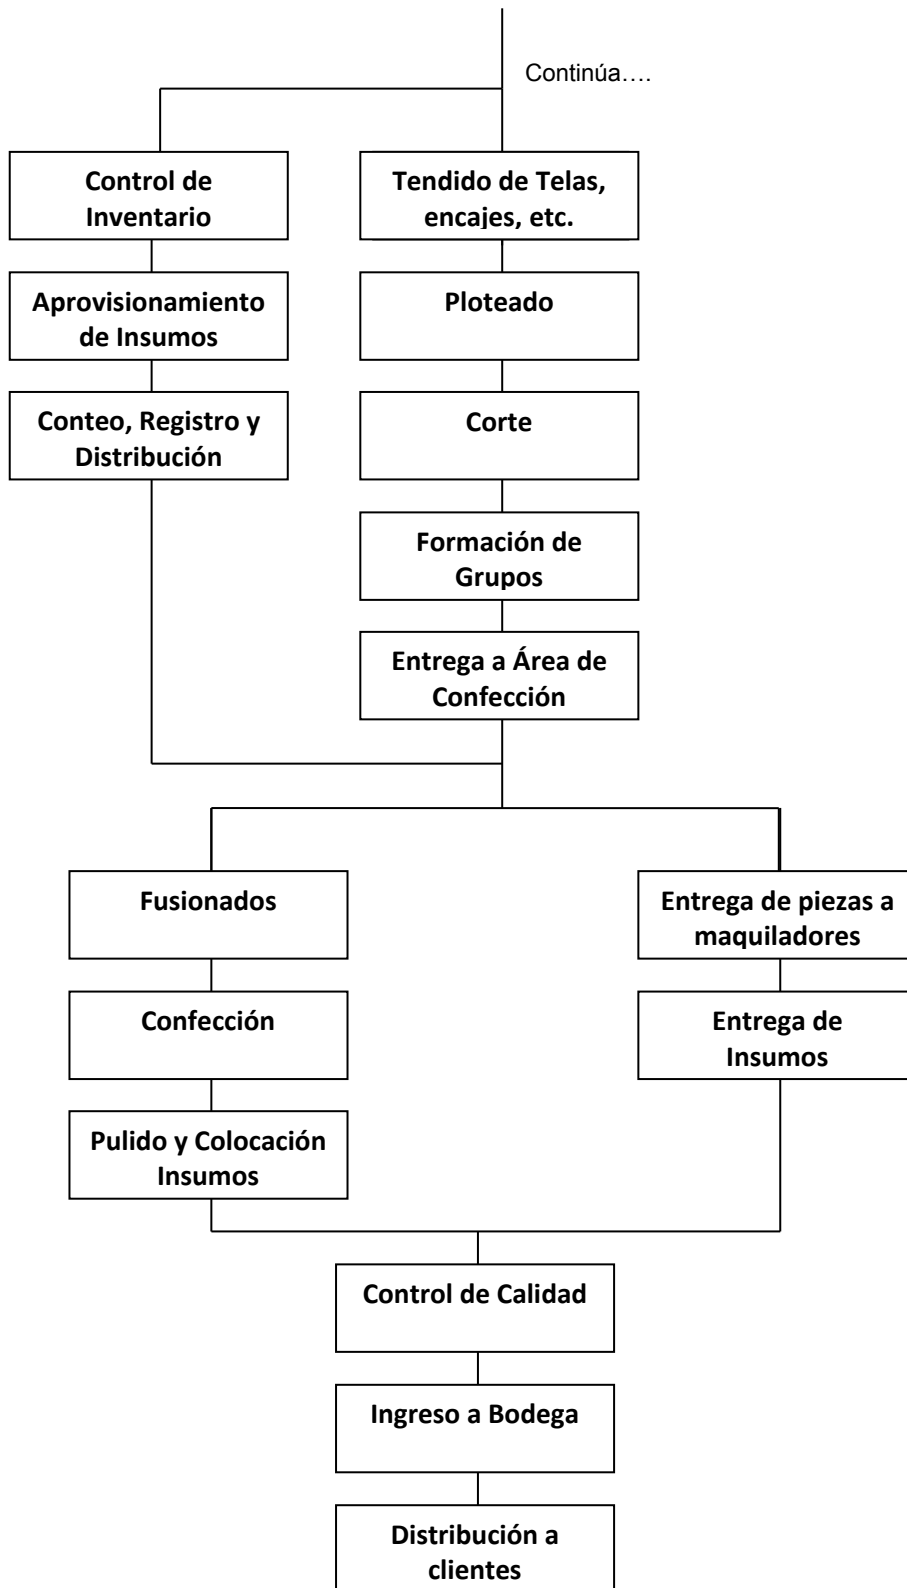 Continúa….
Control de
Inventario
Aprovisionamiento
de Insumos
Conteo, Registro y
Distribución
Tendido de Telas,
encajes, etc.
Ploteado
Corte
Formación de
Grupos
Entrega a Área de
Confección
Fusionados
Confección
Pulido y Colocación
Insumos
Entrega de piezas a
maquiladores
Entrega de
Insumos
Control de Calidad
Ingreso a Bodega
Distribución a
clientes